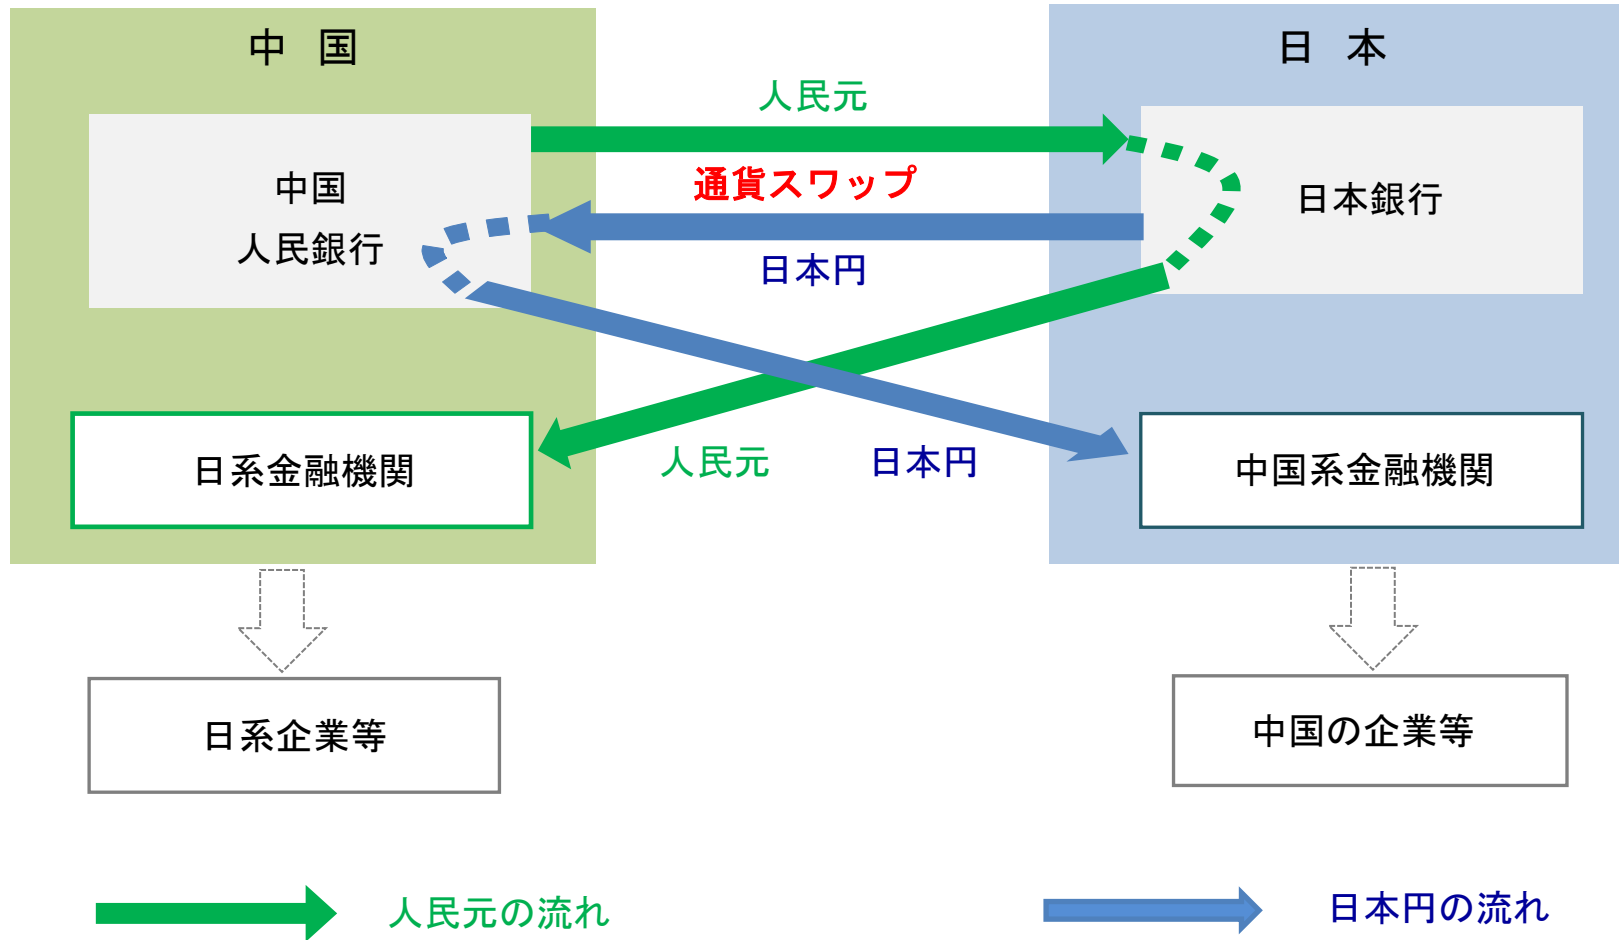 中　国
日　本
人民元
中国
人民銀行
通貨スワップ
日本銀行
日本円
日系金融機関
人民元
日本円
中国系金融機関
日系企業等
中国の企業等
人民元の流れ
日本円の流れ